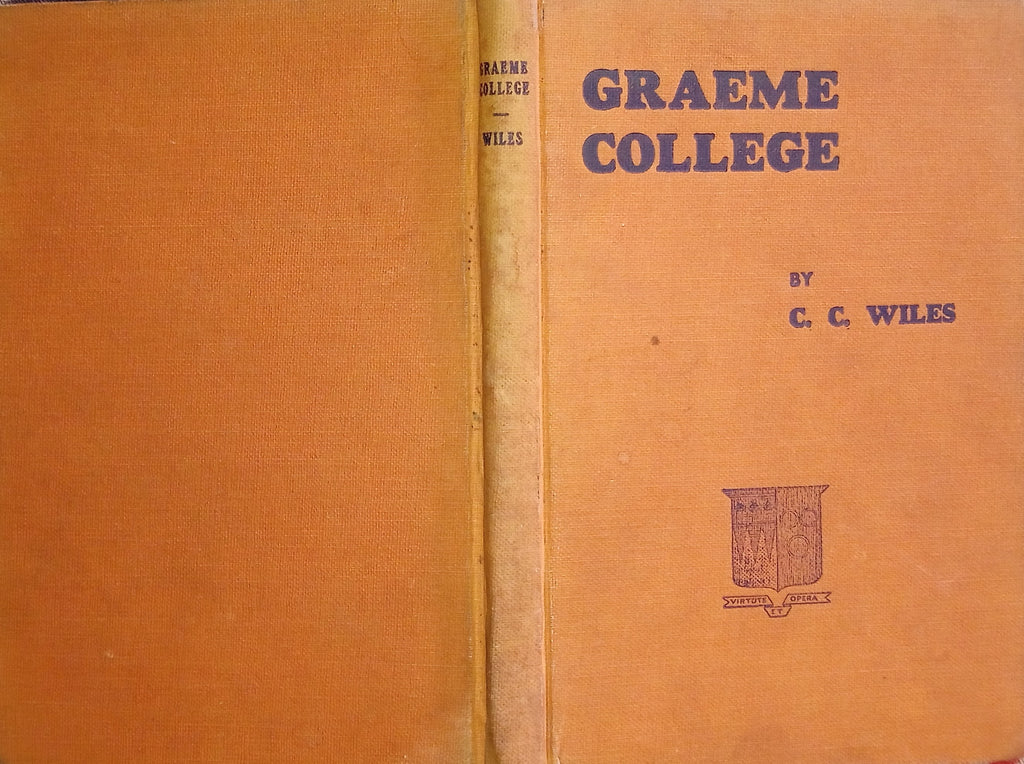 GRAEME
COLLEGE
—
WILES
GRAEME
COLLEGE
BY
C. C. WILES
VIRTUTE OPERA
ET